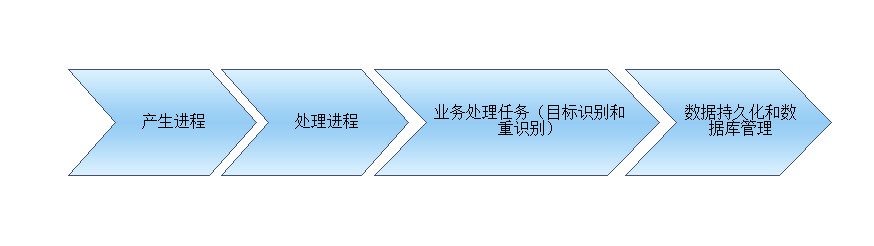 产生进程
处理进程
业务处理任务（目标识别和
重识别）
数据持久化和数
据库管理